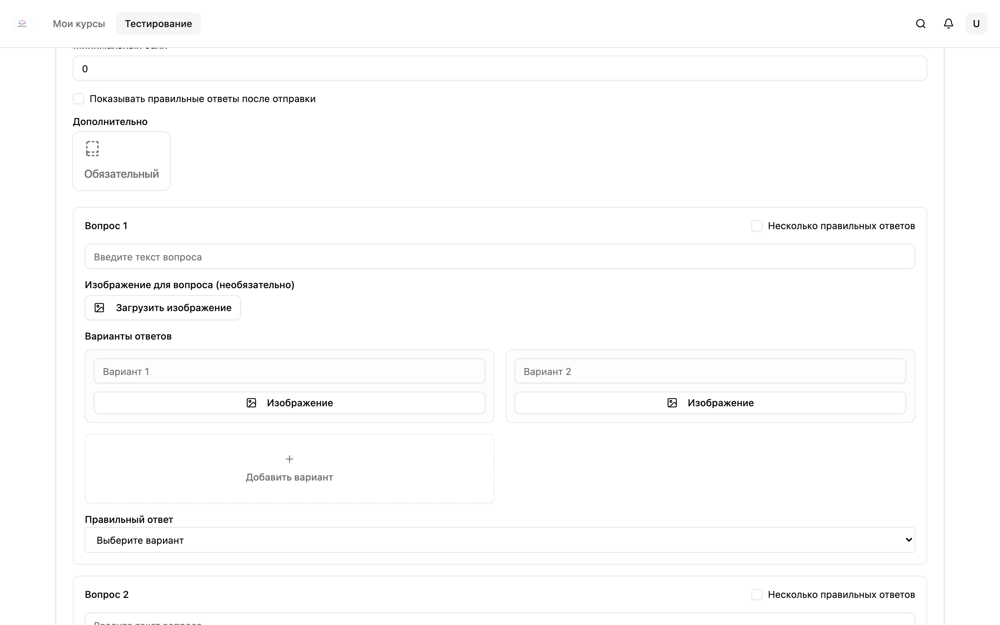 Мои курсы
Тестирование
U
0
Показывать правильные ответы после отправки
Дополнительно
Обязательный
Вопрос 1
Несколько правильных ответов
Введите текст вопроса
Изображение для вопроса (необязательно)
Загрузить изображение
Варианты ответов
Вариант 1
Вариант 2
Изображение
Изображение
Добавить вариант
Правильный ответ
Выберите вариант
Вопрос 2
Несколько правильных ответов